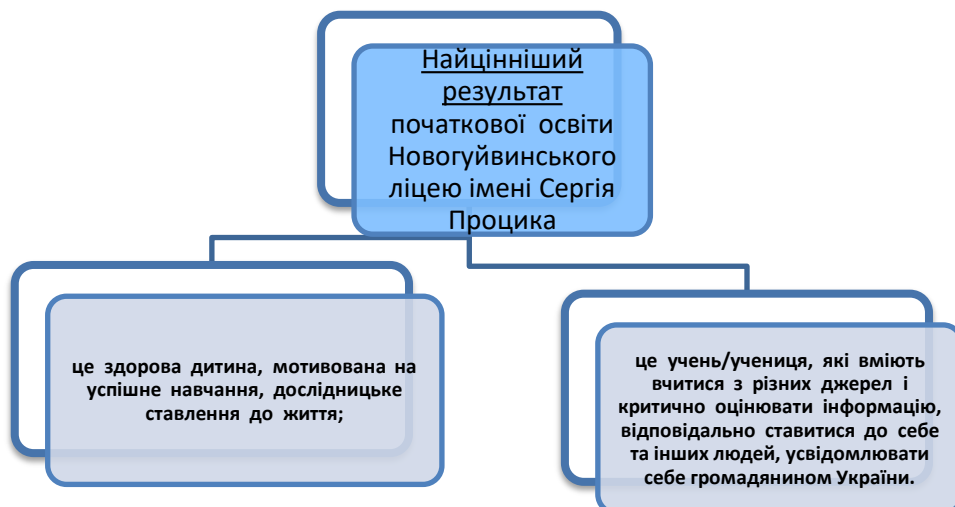 Найцінніший
результат
початкової освіти
Новогуйвинського
ліцею імені Сергія
Процика
це здорова дитина, мотивована на
успішне навчання, дослідницьке
ставлення до життя;
це учень/учениця, які вміють
вчитися з різних джерел і
критично оцінювати інформацію,
відповідально ставитися до себе
та інших людей, усвідомлювати
себе громадянином України.